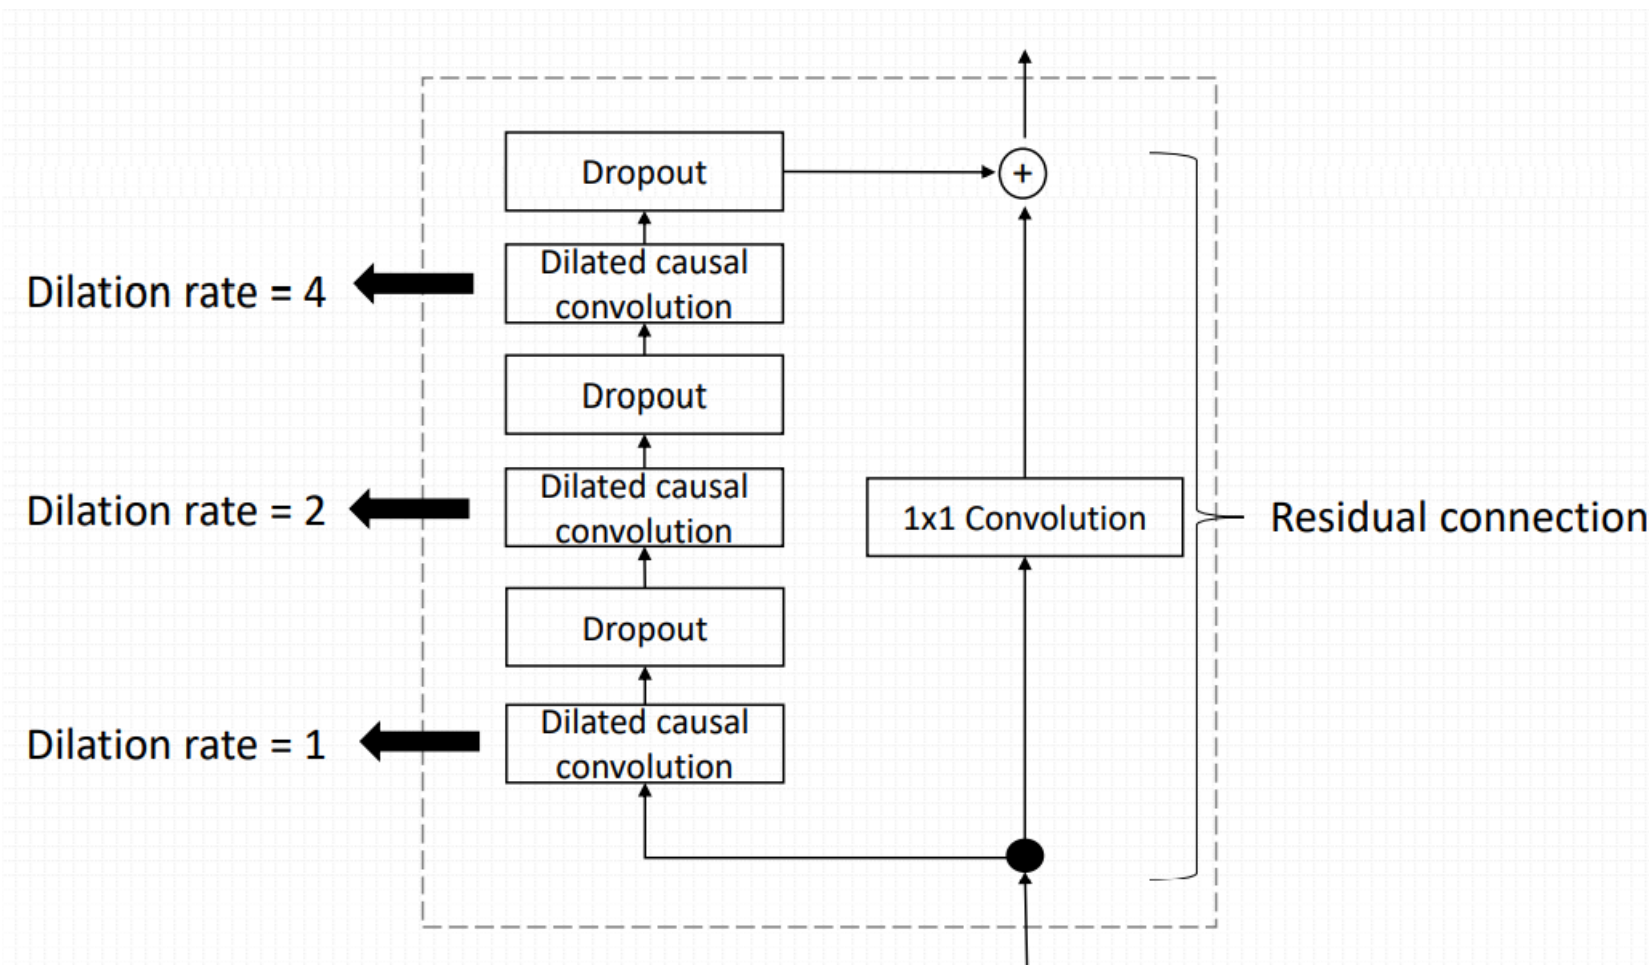 Dropout
+
Dilated causal
convolution
Dilation rate = 4
Dropout
Dilated causal
convolution
Dilation rate = 2
1x1 Convolution
Residual connection
Dropout
Dilated causal
convolution
Dilation rate = 1